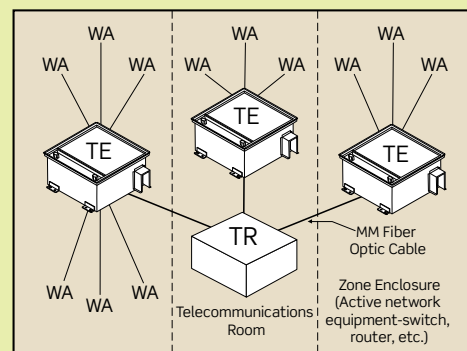 WA
WA
WA
TE
WA
WA
WA
WA
WA
WA
TE
WA
WA
WA
TE
TR
MM Fiber
Optic Cable
Telecommunications
Room
Zone Enclosure
(Active network
equipment-switch,
router, etc.)